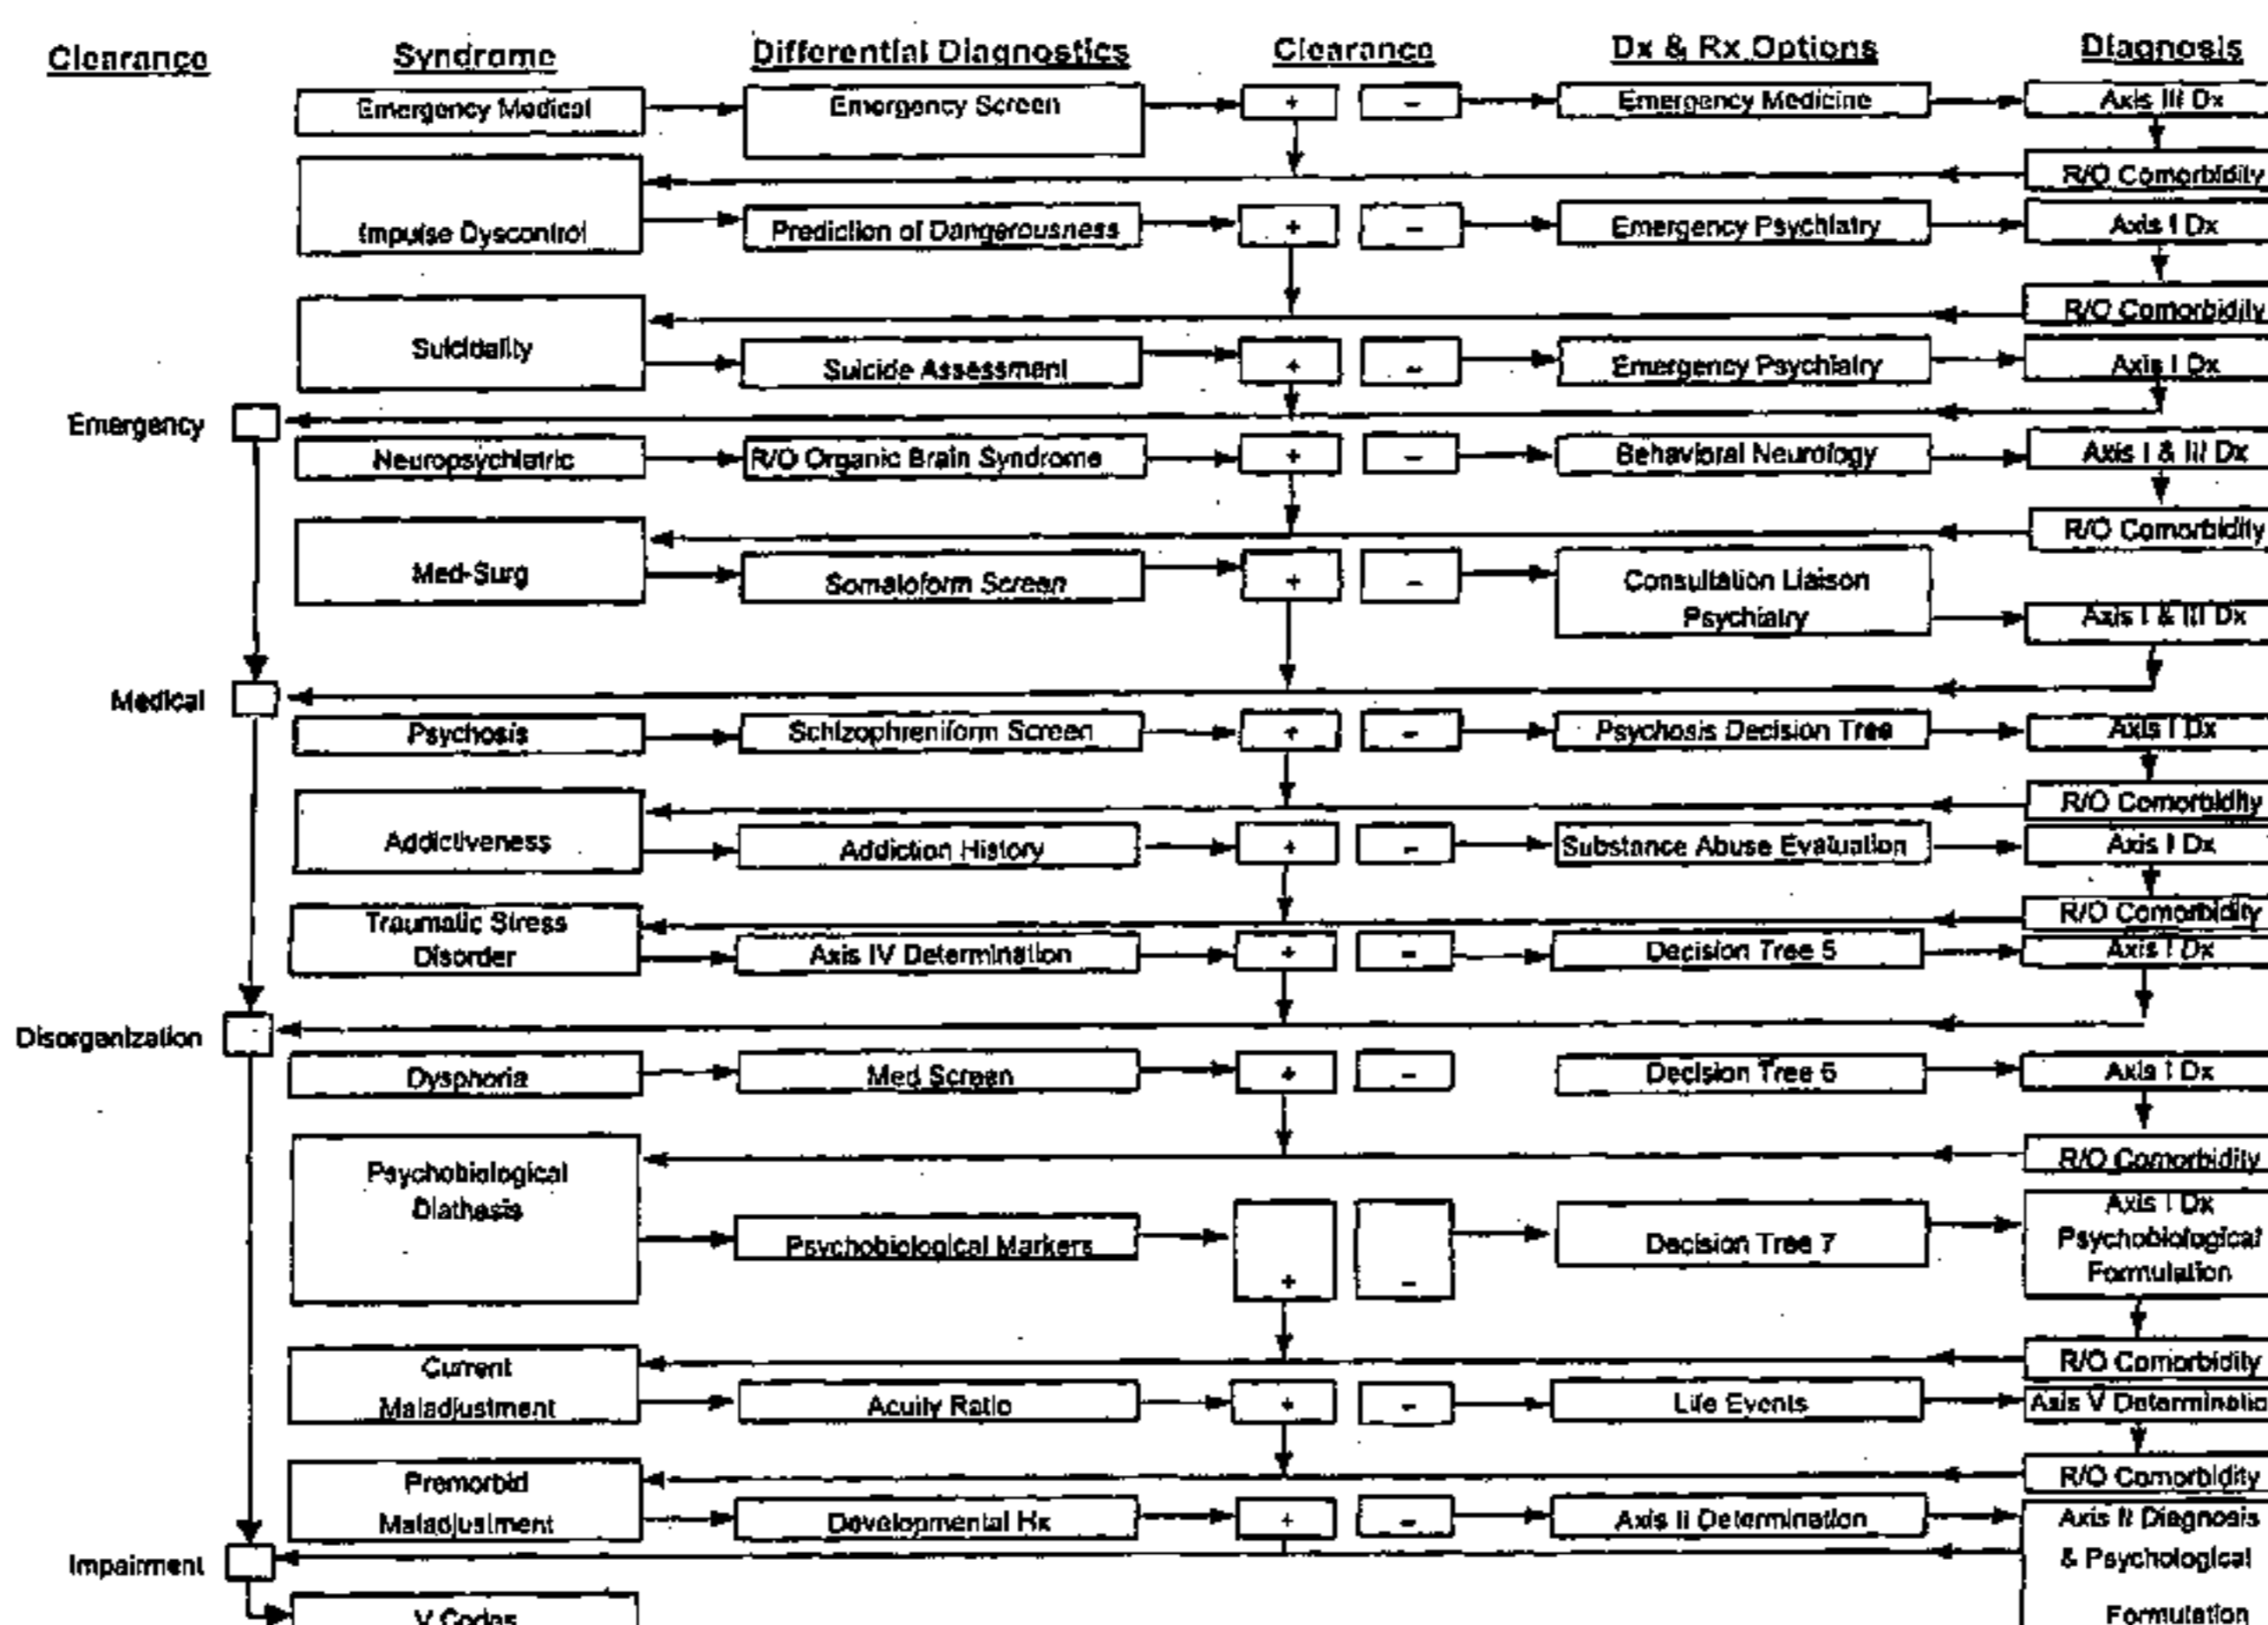 Clearance Syndrome Differential Diagnostics Clearance Dx & Rx Options Diagnosis
Emergency Medical Emergency Screen + - Emergency Medicine Axis III Dx
R/O Comorbidity
Impulse Dyscontrol Prediction of Dangerousness + - Emergency Psychiatry Axis I Dx
R/O Comorbidity
Suicidality Suicide Assessment + - Emergency Psychiatry Axis I Dx
Emergency
Neuropsychiatric R/O Organic Brain Syndrome + - Behavioral Neurology Axis I & III Dx
R/O Comorbidity
Med-Surg Somatoform Screen + - Consultation Liaison
Psychiatry Axis I & III Dx
Medical
Psychosis Schizophreniform Screen + - Psychosis Decision Tree Axis I Dx
R/O Comorbidity
Addictiveness Addiction History + - Substance Abuse Evaluation Axis I Dx
Traumatic Stress R/O Comorbidity
Disorder Axis IV Determination + - Decision Tree 5 Axis I Dx
Disorganization
Dysphoria Med Screen + - Decision Tree 6 Axis I Dx
R/O Comorbidity
Psychobiological
Diathesis Axis I Dx
Psychobiological Markers + - Decision Tree 7 Psychobiological
Formulation
Current R/O Comorbidity
Maladjustment Acuity Ratio + - Life Events Axis V Determinatio
Premorbid R/O Comorbidity
Maladjustment Developmental Hx + - Axis II Determination Axis II Diagnosis
Impairment & Psychological
V Codes Formulation